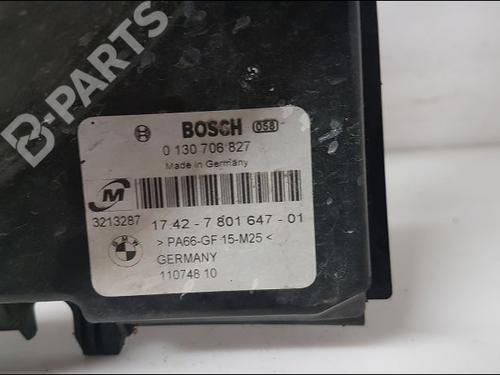 B-PARTS
BOSCH 058
0 130 706 827
Made in Germany
3213287 17.42 - 7 801 647 - 01
BMW > PA66-GF 15-M25 <
GERMANY
110748 10